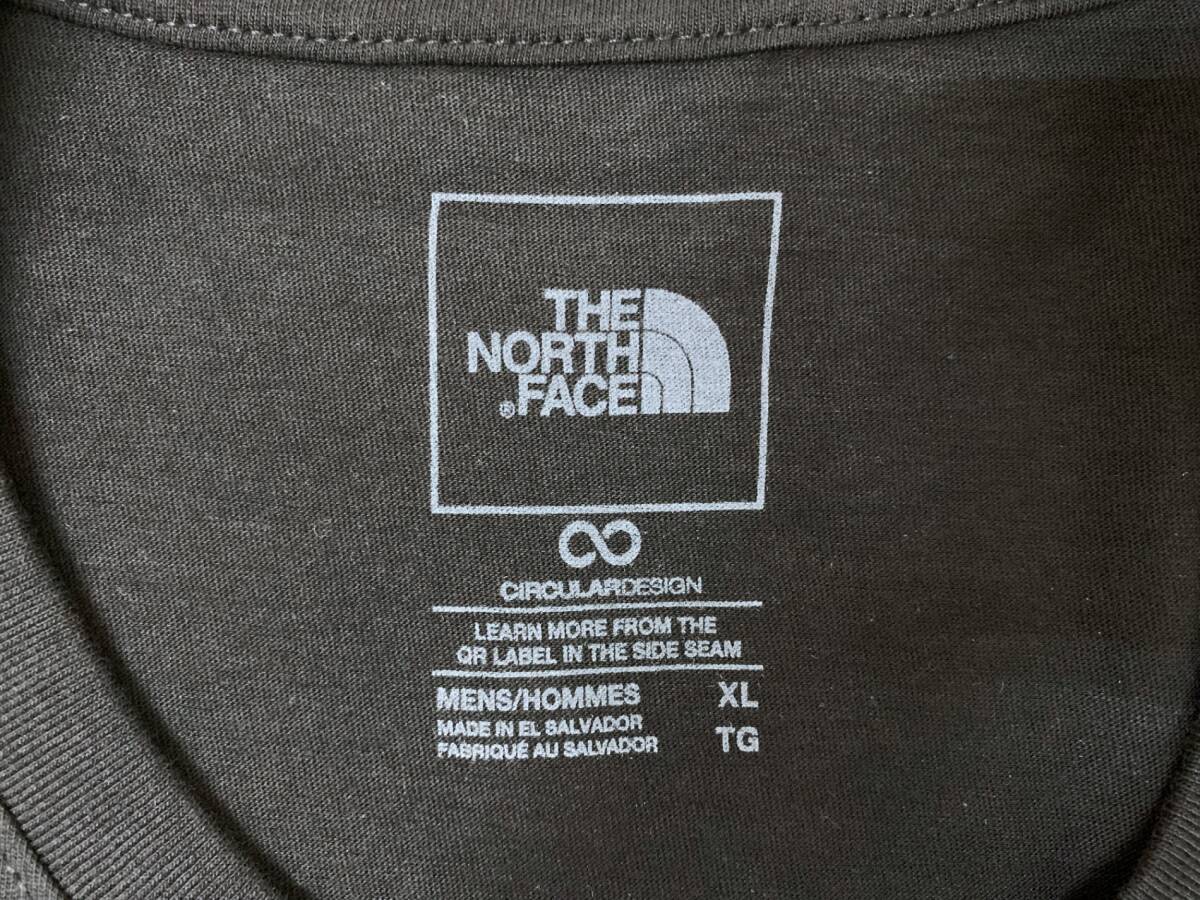 THE
NORTH
®FACE
CIRCULARDESIGN
LEARN MORE FROM THE
QR LABEL IN THE SIDE SEAM
MENS/HOMMES XL
MADE IN EL SALVADOR
FABRIQUÉ AU SALVADOR TG